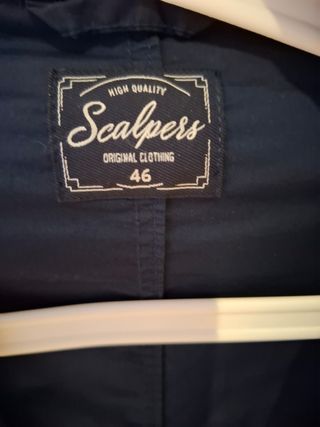 HIGH QUALITY
Scalpers
ORIGINAL CLOTHING
46